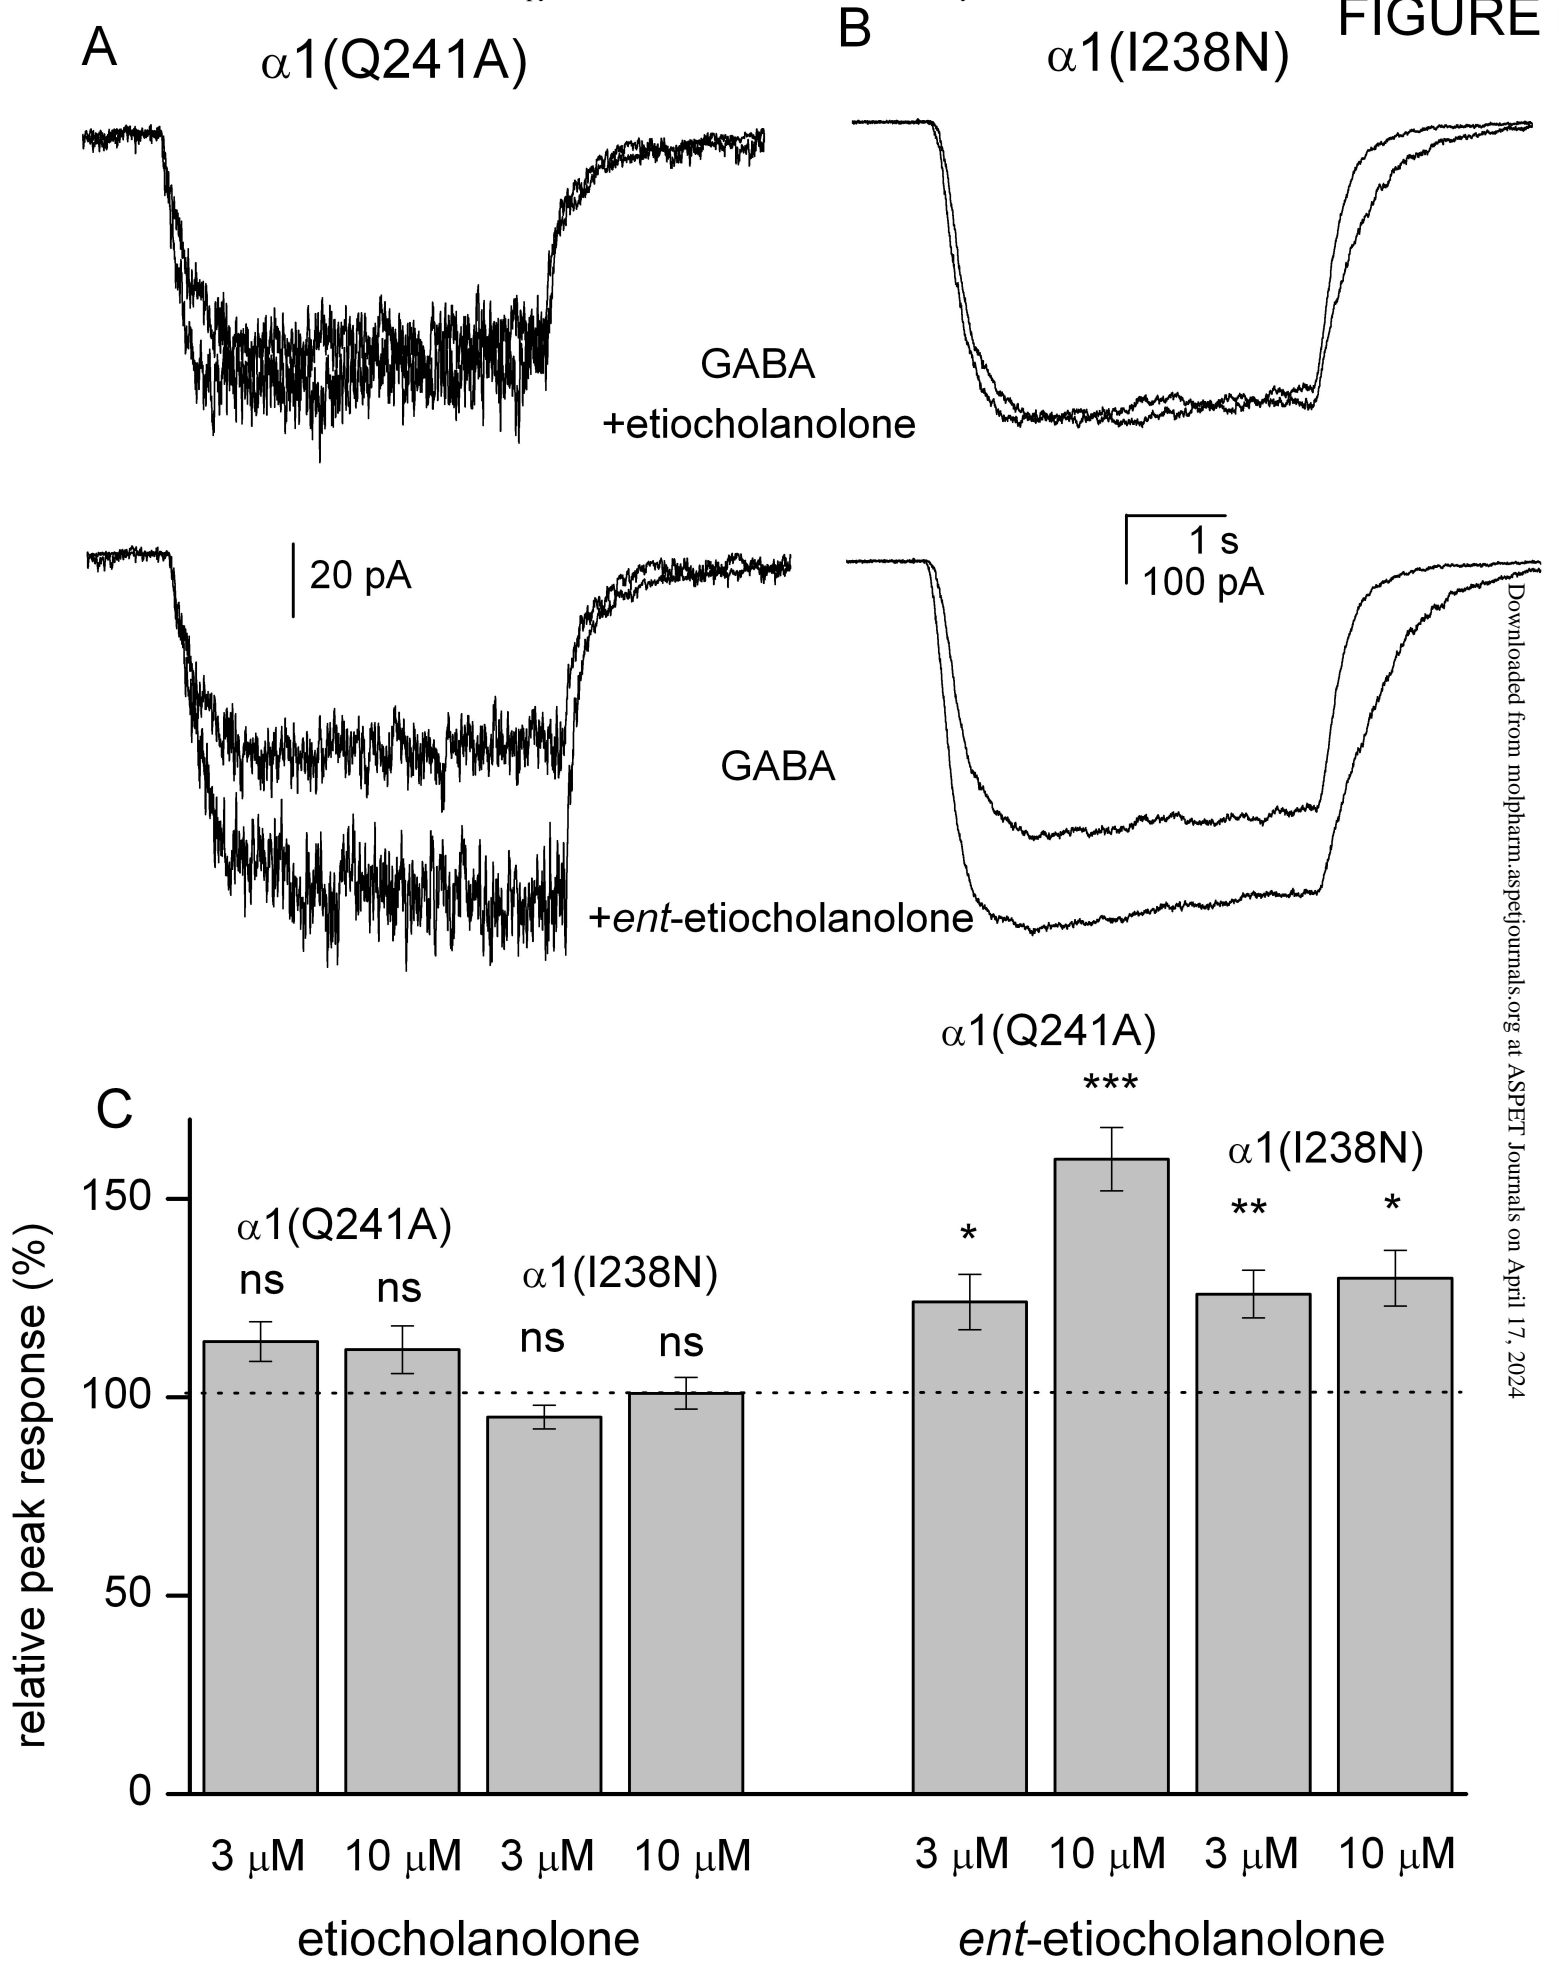 FIGURE
A
α1(Q241A)
B
α1(I238N)
GABA
+etiocholanolone
20 pA
1 s
100 pA
GABA
+ent-etiocholanolone
Downloaded from molpharm.aspetjournals.org at ASPET Journals on April 17, 2024
C
relative peak response (%)
150
100
50
0
α1(Q241A)
ns
ns
α1(I238N)
ns
ns
α1(Q241A)
*
***
α1(I238N)
**
*
3 μM 10 μM 3 μM 10 μM 3 μM 10 μM 3 μM 10 μM
etiocholanolone ent-etiocholanolone